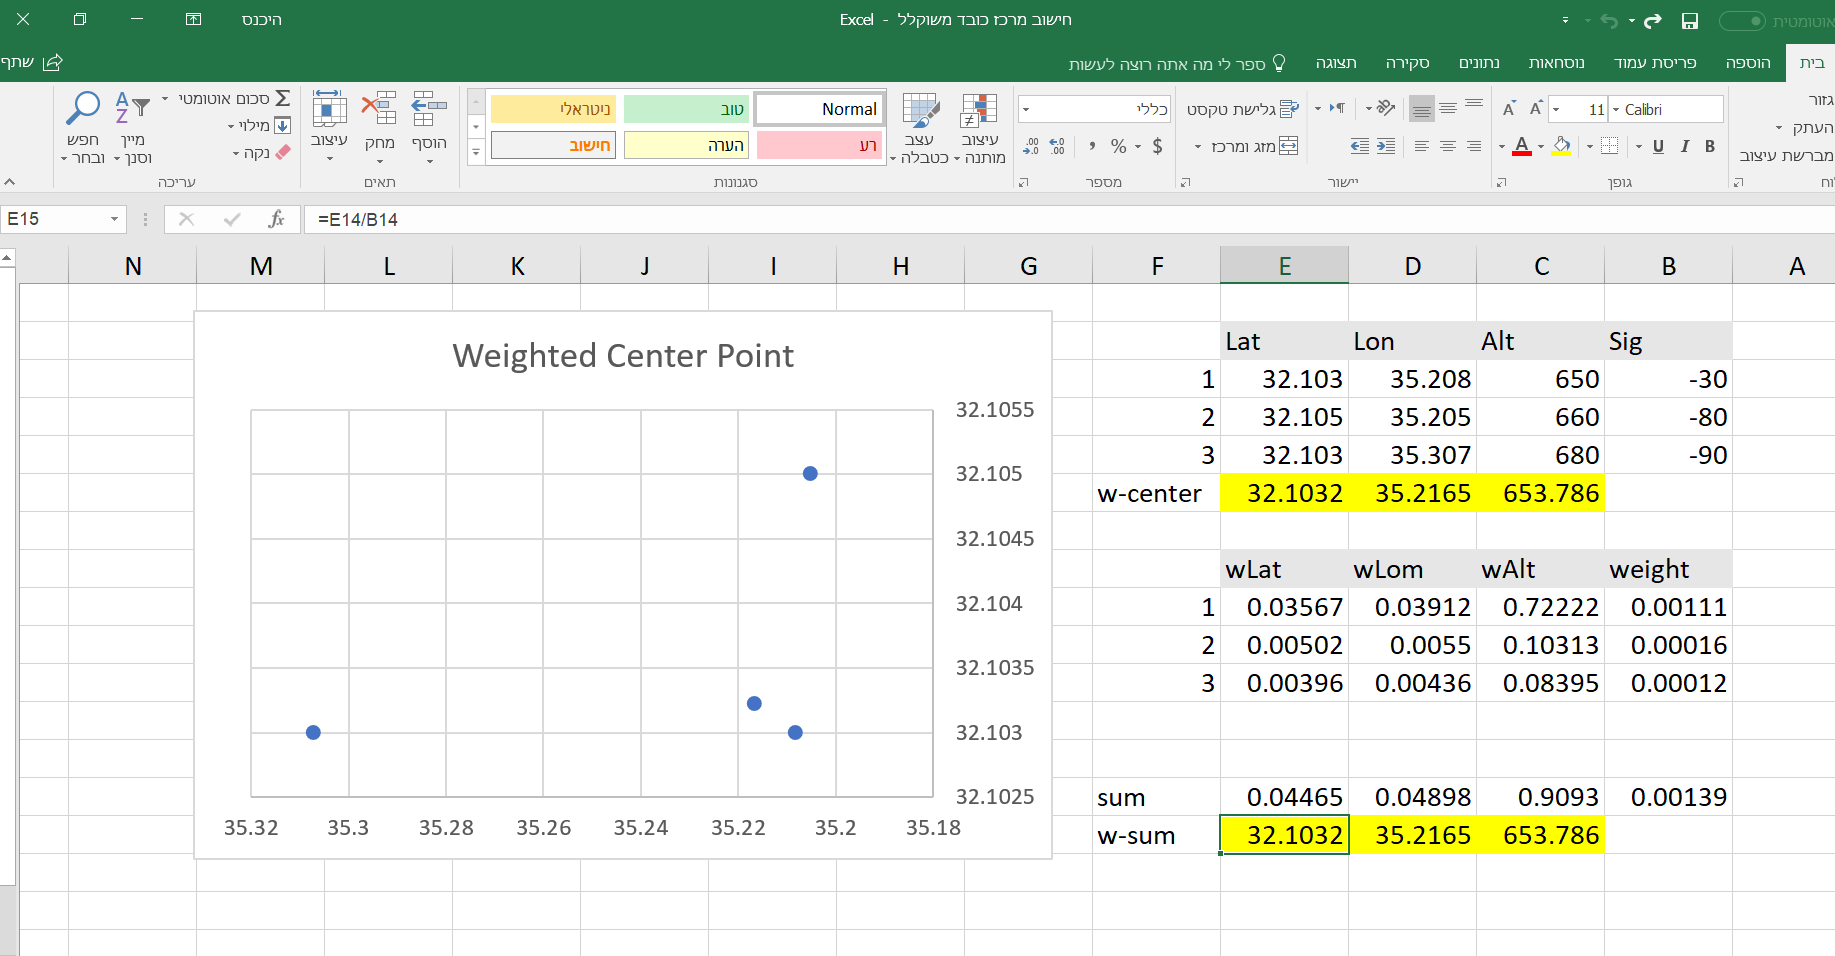 אוטומטית
חישוב מרכז כובד משוקלל - Excel
היכנס
בית הוספה פריסת עמוד נוסחאות נתונים סקירה תצוגה ספר לי מה אתה רוצה לעשות
שתף
גזור
העתק
מברשת עיצוב
Calibri 11
B I U A
גופן
גלישת טקסט
מזג ומרכז
יישור
כללי
$ % ,
מספר
עיצוב
מותנה
עצב
כטבלה
Normal טוב ניטראלי
רע הערה חישוב
סגנונות
הוסף מחק עיצוב
תאים
סכום אוטומטי
מילוי
נקה
מיין
וסנן
חפש
ובחר
עריכה
E15 fx =E14/B14
N M L K J I H G F E D C B A
Lat Lon Alt Sig
1 32.103 35.208 650 -30
2 32.105 35.205 660 -80
3 32.103 35.307 680 -90
w-center 32.1032 35.2165 653.786
wLat wLom wAlt weight
1 0.03567 0.03912 0.72222 0.00111
2 0.00502 0.0055 0.10313 0.00016
3 0.00396 0.00436 0.08395 0.00012
sum 0.04465 0.04898 0.9093 0.00139
w-sum 32.1032 35.2165 653.786
Weighted Center Point
32.1055
32.105
32.1045
32.104
32.1035
32.103
32.1025
35.32 35.3 35.28 35.26 35.24 35.22 35.2 35.18